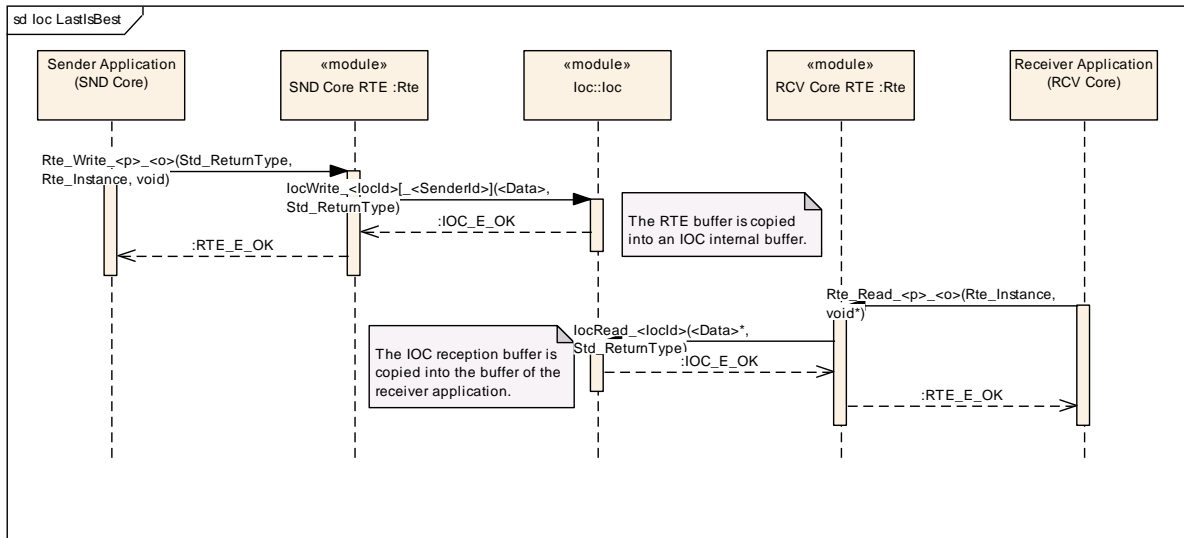 sd Ioc LastIsBest
Sender Application
(SND Core)
«module»
SND Core RTE :Rte
«module»
Ioc::Ioc
«module»
RCV Core RTE :Rte
Receiver Application
(RCV Core)
Rte_Write_<p>_<o>(Std_ReturnType,
Rte_Instance, void)
IocWrite_<IocId>[_<SenderId>](<Data>,
Std_ReturnType)
:IOC_E_OK
:RTE_E_OK
The RTE buffer is copied
into an IOC internal buffer.
Rte_Read_<p>_<o>(Rte_Instance,
void*)
IocRead_<IocId>(<Data>*,
Std_ReturnType)
:IOC_E_OK
The IOC reception buffer is
copied into the buffer of the
receiver application.
:RTE_E_OK